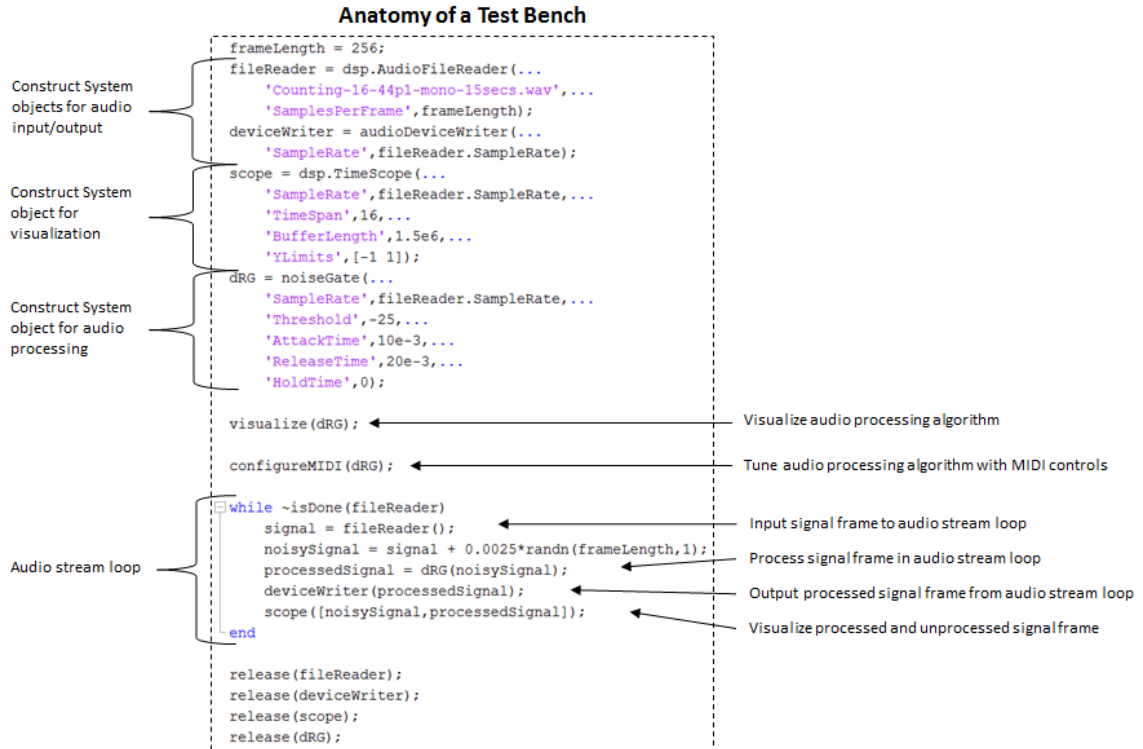 Anatomy of a Test Bench
frameLength = 256;
fileReader = dsp.AudioFileReader(...
'Counting-16-44p1-mono-15secs.wav',...
'SamplesPerFrame',frameLength);
deviceWriter = audioDeviceWriter(...
'SampleRate',fileReader.SampleRate);
Construct System
objects for audio
input/output
scope = dsp.TimeScope(...
'SampleRate',fileReader.SampleRate,...
'TimeSpan',16,...
'BufferLength',1.5e6,...
'YLimits',[-1 1]);
Construct System
object for
visualization
dRG = noiseGate(...
'SampleRate',fileReader.SampleRate,...
'Threshold',-25,...
'AttackTime',10e-3,...
'ReleaseTime',20e-3,...
'HoldTime',0);
Construct System
object for audio
processing
visualize(dRG);
Visualize audio processing algorithm
configureMIDI(dRG);
Tune audio processing algorithm with MIDI controls
Audio stream loop
while ~isDone(fileReader)
signal = fileReader();
Input signal frame to audio stream loop
noisySignal = signal + 0.0025*randn(frameLength,1);
processedSignal = dRG(noisySignal);
Process signal frame in audio stream loop
deviceWriter(processedSignal);
Output processed signal frame from audio stream loop
scope([noisySignal,processedSignal]);
Visualize processed and unprocessed signal frame
end
release(fileReader);
release(deviceWriter);
release(scope);
release(dRG);